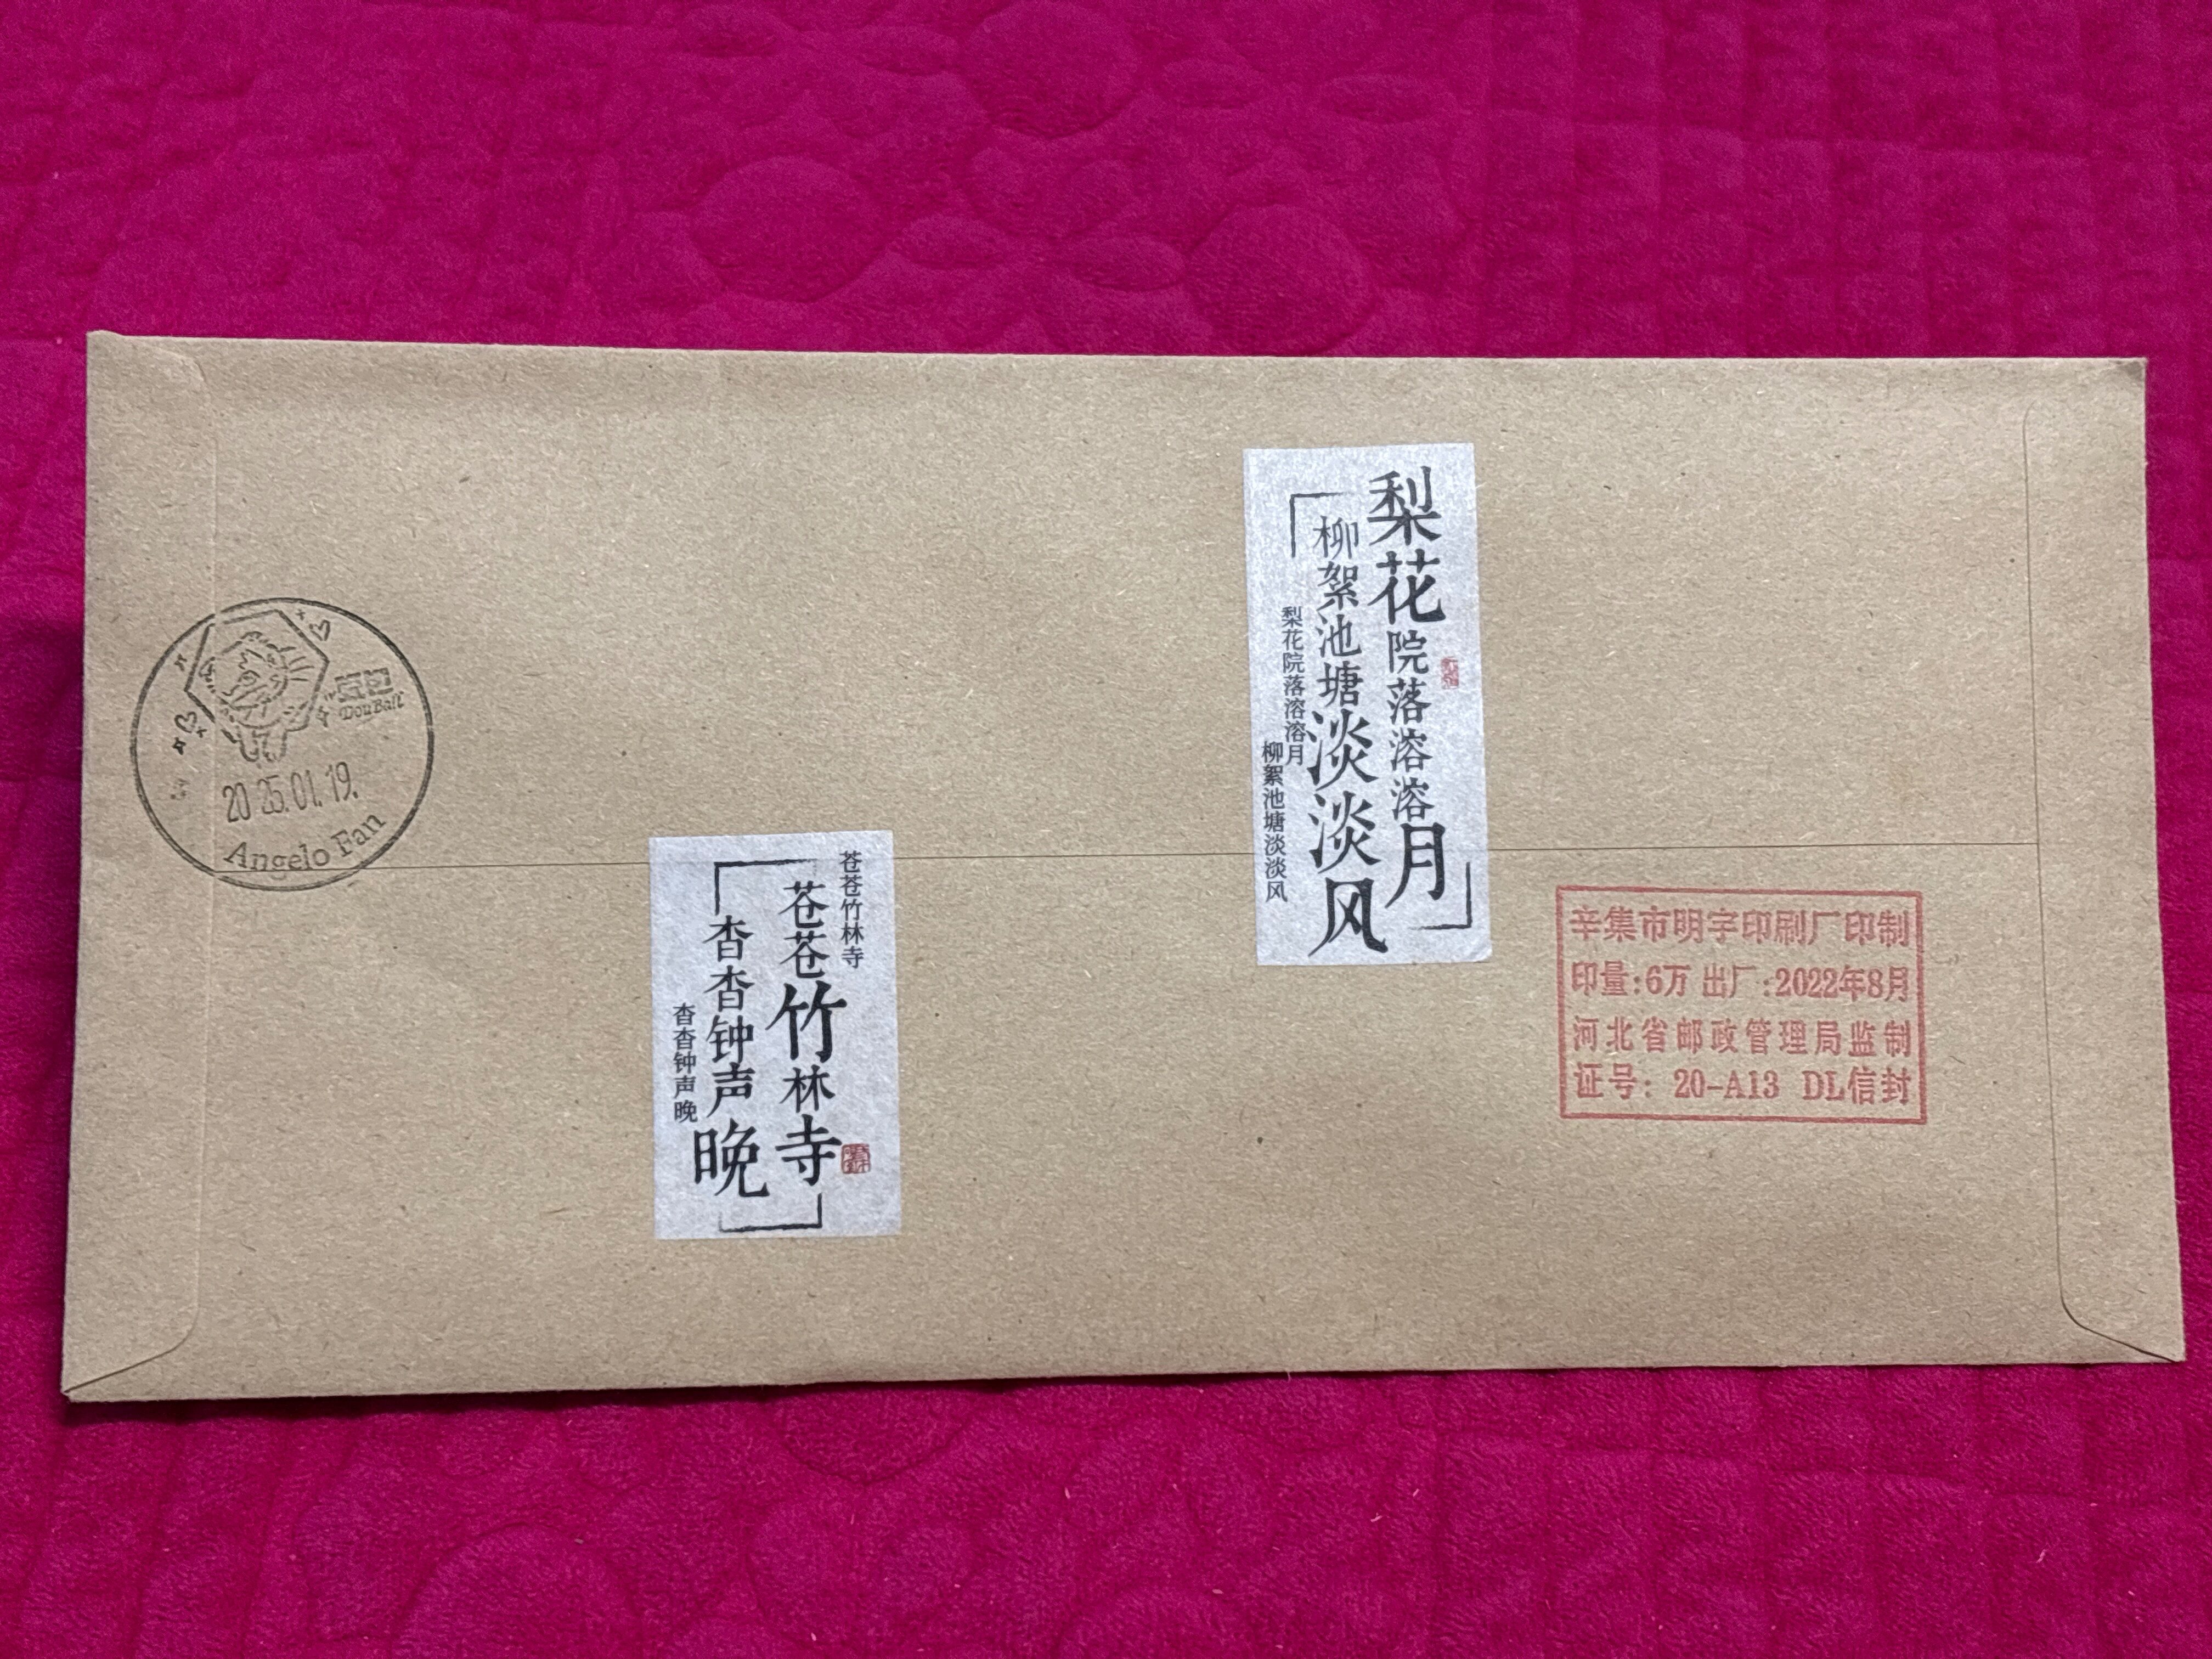 DouBall
2025.01.19.
Angelo Fan
苍苍竹林寺
苍苍竹林寺
杳杳钟声晚
杳杳钟声晚
梨花院落溶溶月
柳絮池塘淡淡风
梨花院落溶溶月
柳絮池塘淡淡风
辛集市明宇印刷厂印制
印量:6万 出厂:2022年8月
河北省邮政管理局监制
证号: 20-A13 DL信封